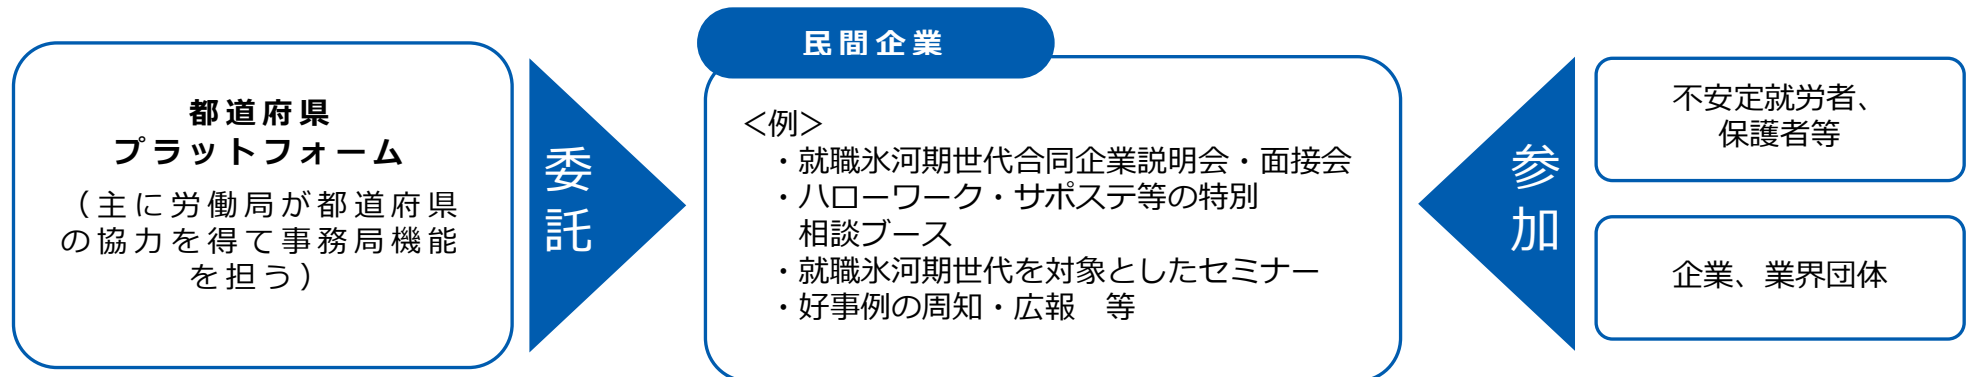 都道府県
プラットフォーム
（主に労働局が都道府県
の協力を得て事務局機能
を担う）
委
託
民間企業
＜例＞
・就職氷河期世代合同企業説明会・面接会
・ハローワーク・サポステ等の特別
相談ブース
・就職氷河期世代を対象としたセミナー
・好事例の周知・広報　等
参
加
不安定就労者、
保護者等
企業、業界団体